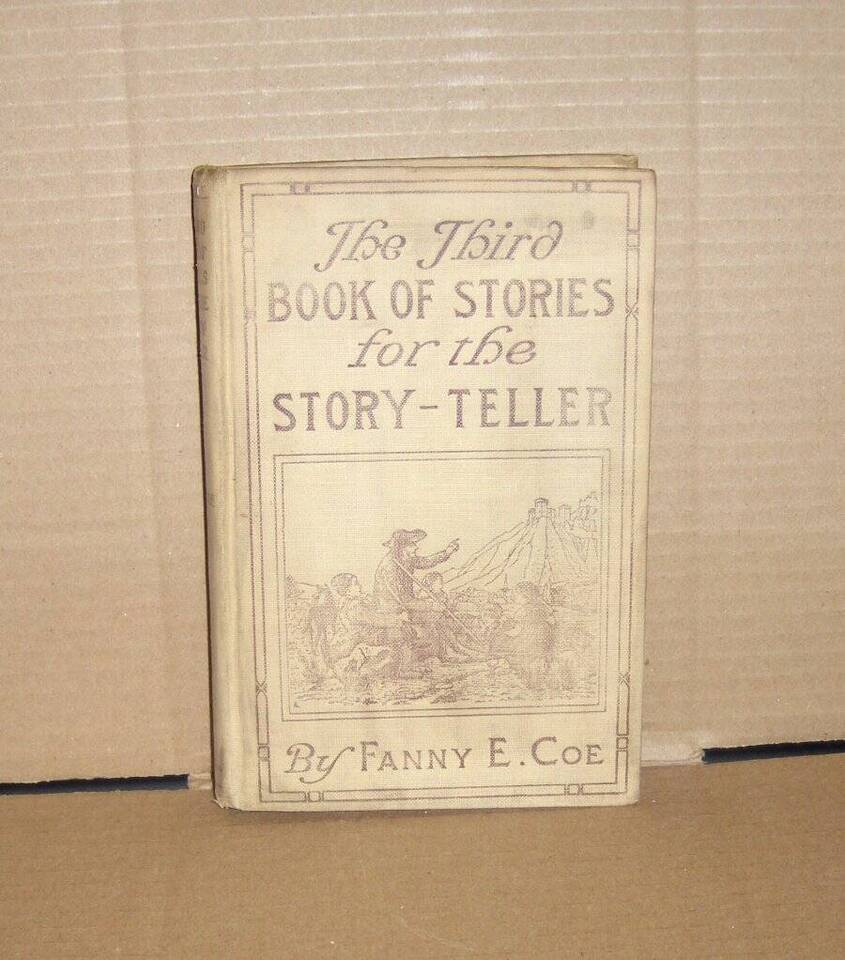 The Third
BOOK OF STORIES
for the
STORY-TELLER
By FANNY E. COE